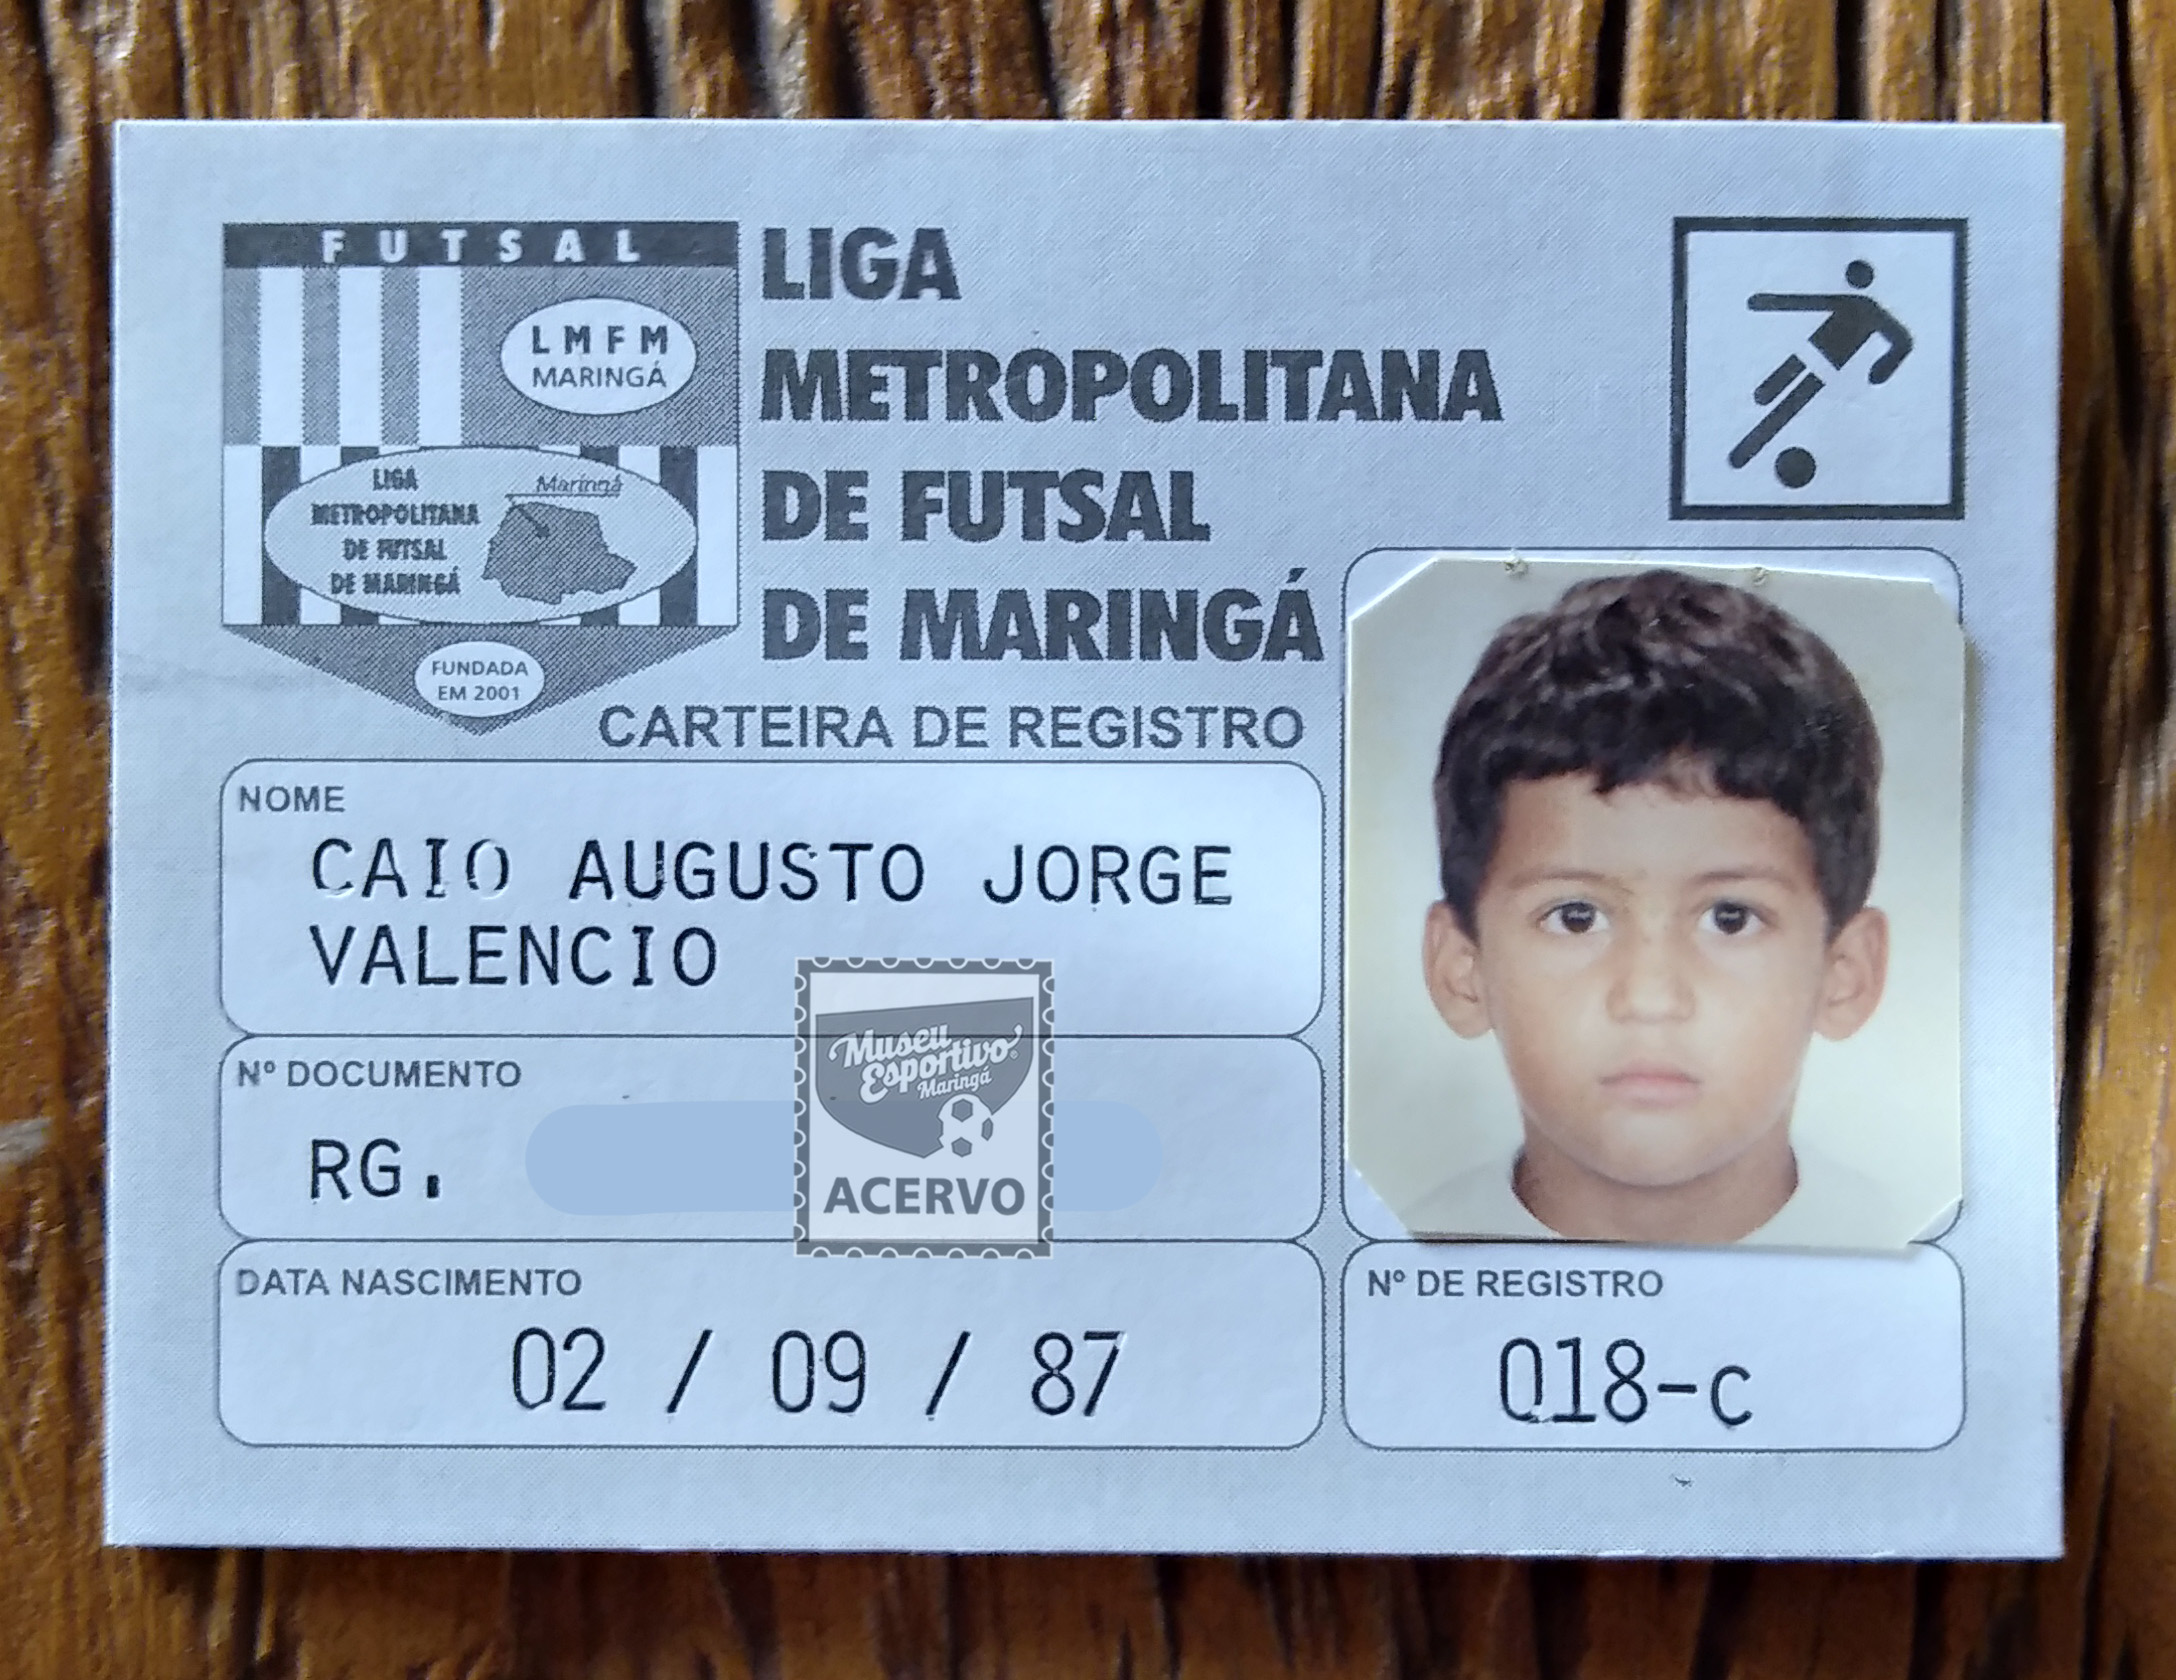 FUTSAL
LMFM
MARINGÁ
LIGA
METROPOLITANA
DE FUTSAL
DE MARINGÁ
Maringá
FUNDADA
EM 2001
LIGA
METROPOLITANA
DE FUTSAL
DE MARINGÁ
CARTEIRA DE REGISTRO
NOME
CAIO AUGUSTO JORGE
VALENCIO
Nº DOCUMENTO
RG.
Museu
Esportivo
Maringá
ACERVO
DATA NASCIMENTO
02 / 09 / 87
Nº DE REGISTRO
018-c